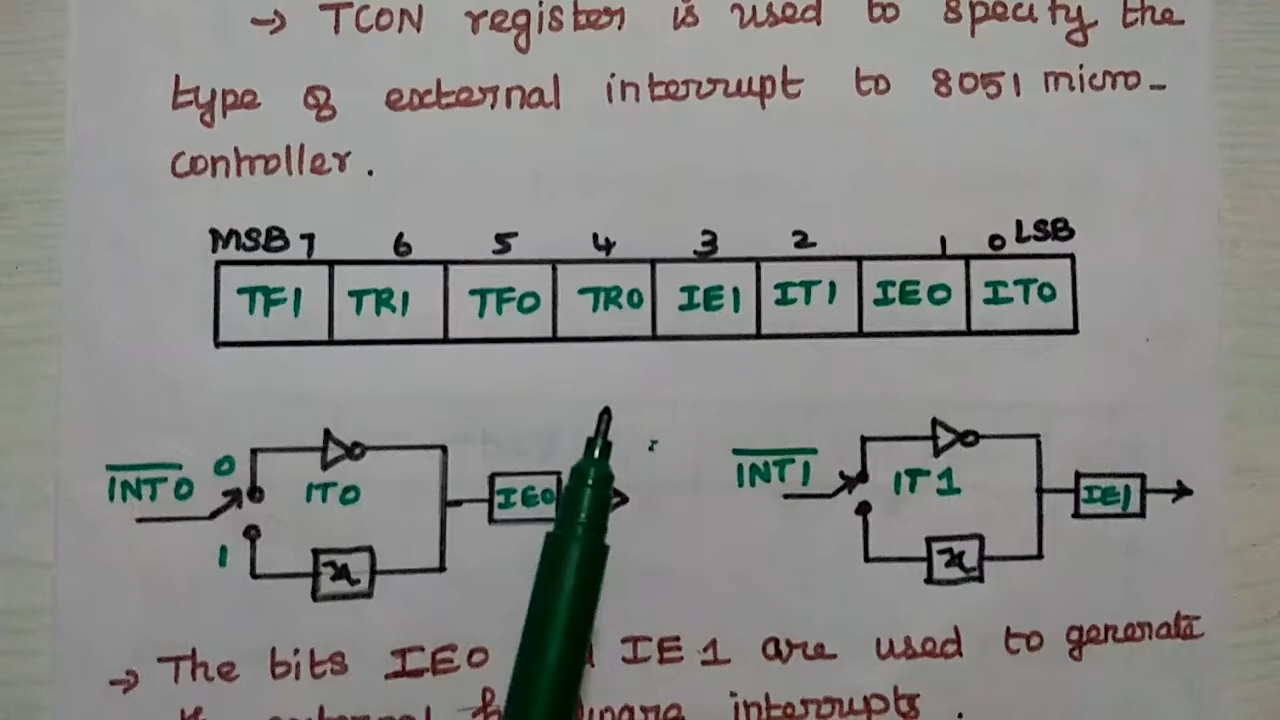 → TCON register is used to specify the
type of external interrupt to 8051 micro-
controller.
MSB 7 6 5 4 3 2 1 0 LSB
TF1 TR1 TF0 TR0 IE1 IT1 IE0 IT0
INT0 0 IT0 IE0
1 x
INT1 IT1 IE1
x
→ The bits IE0 IE1 are used to generate
external interrupts.